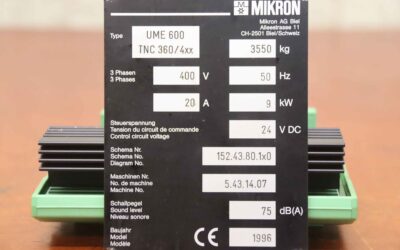 M MIKRON
Mikron AG Biel
Alleestrasse 11
CH-2501 Biel/Schweiz
Type UME 600
TNC 360/4xx 3550 kg
3 Phasen
3 Phases 400 V 50 Hz
20 A 9 kW
Steuerspannung
Tension du circuit de commande
Control circuit voltage 24 V DC
Schema Nr.
Schema No.
Diagram No. 152.43.80.1x0
Maschinen Nr.
No. de machine
Machine No. 5.43.14.07
Schallpegel
Sound level
Niveau sonore 75 dB(A)
Baujahr
Model
Modèle CE 1996